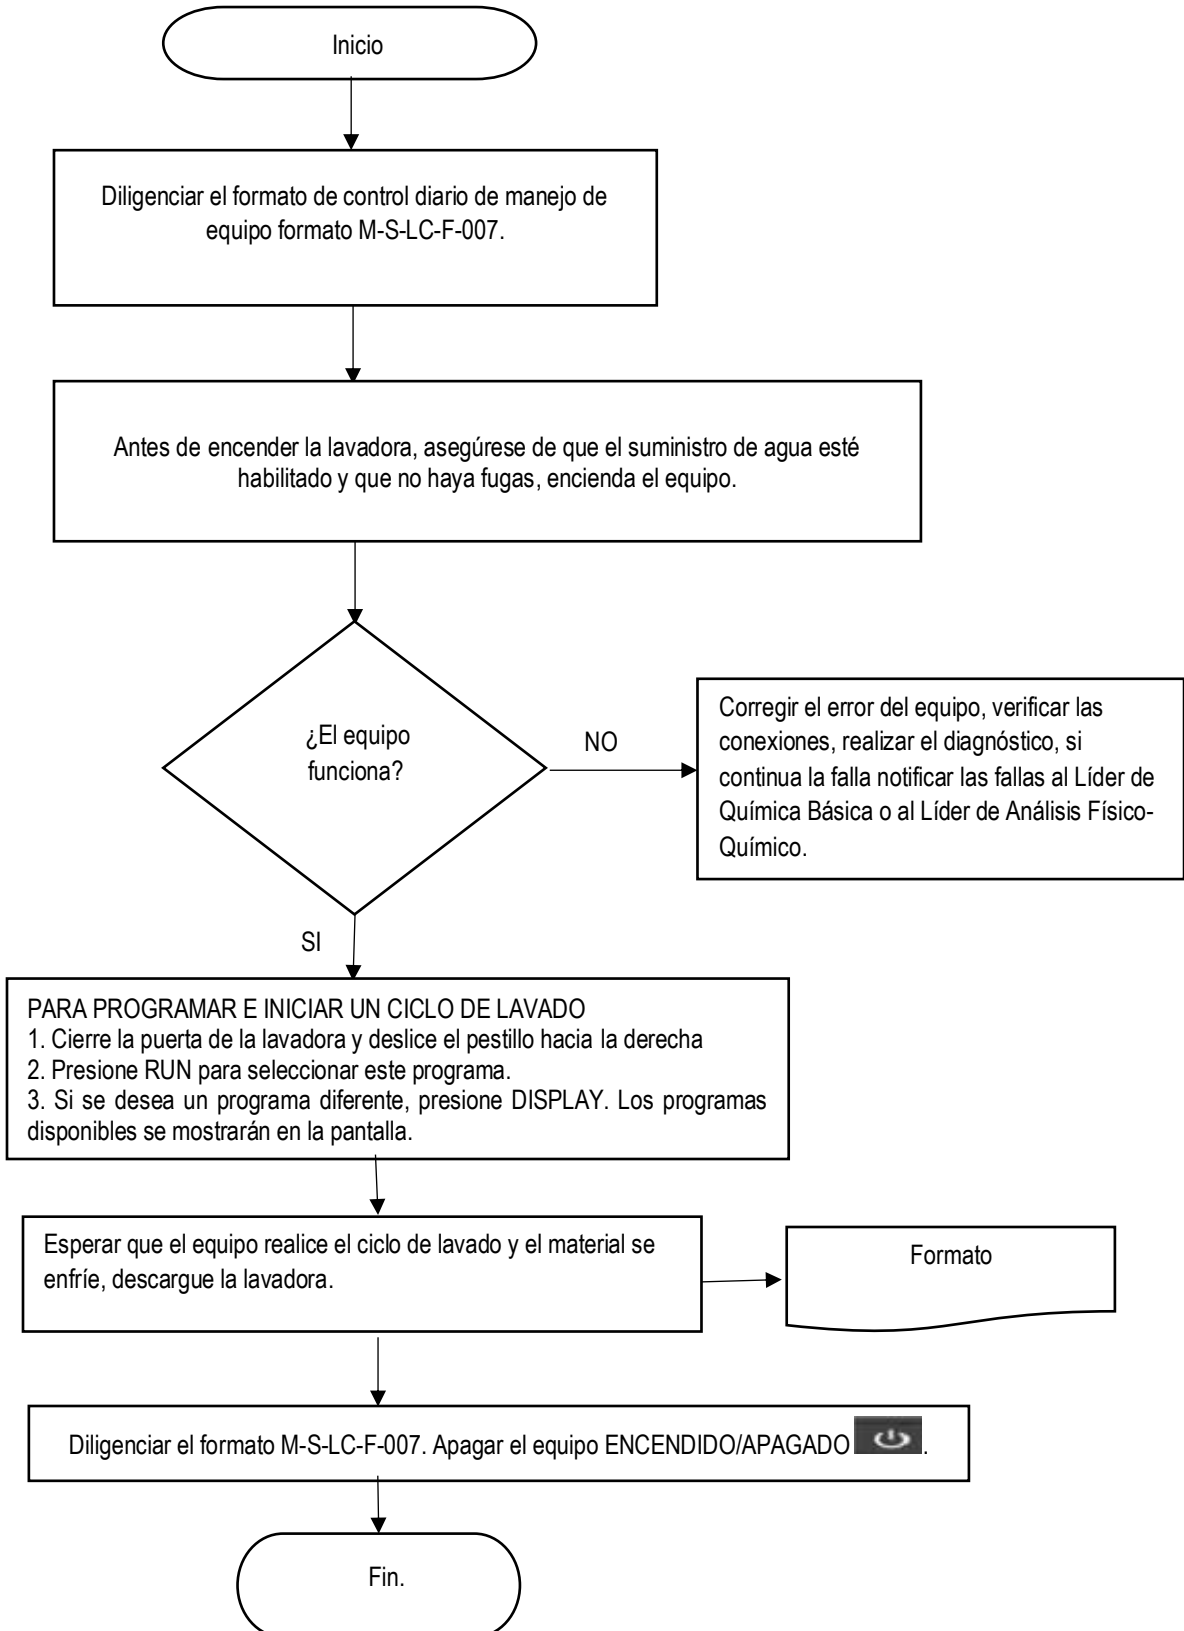 Inicio
Diligenciar el formato de control diario de manejo de
equipo formato M-S-LC-F-007.
Antes de encender la lavadora, asegúrese de que el suministro de agua esté
habilitado y que no haya fugas, encienda el equipo.
¿El equipo
funciona?
NO
Corregir el error del equipo, verificar las
conexiones, realizar el diagnóstico, si
continua la falla notificar las fallas al Líder de
Química Básica o al Líder de Análisis Físico-
Químico.
SI
PARA PROGRAMAR E INICIAR UN CICLO DE LAVADO
1. Cierre la puerta de la lavadora y deslice el pestillo hacia la derecha
2. Presione RUN para seleccionar este programa.
3. Si se desea un programa diferente, presione DISPLAY. Los programas
disponibles se mostrarán en la pantalla.
Esperar que el equipo realice el ciclo de lavado y el material se
enfríe, descargue la lavadora.
Formato
Diligenciar el formato M-S-LC-F-007. Apagar el equipo ENCENDIDO/APAGADO .
Fin.